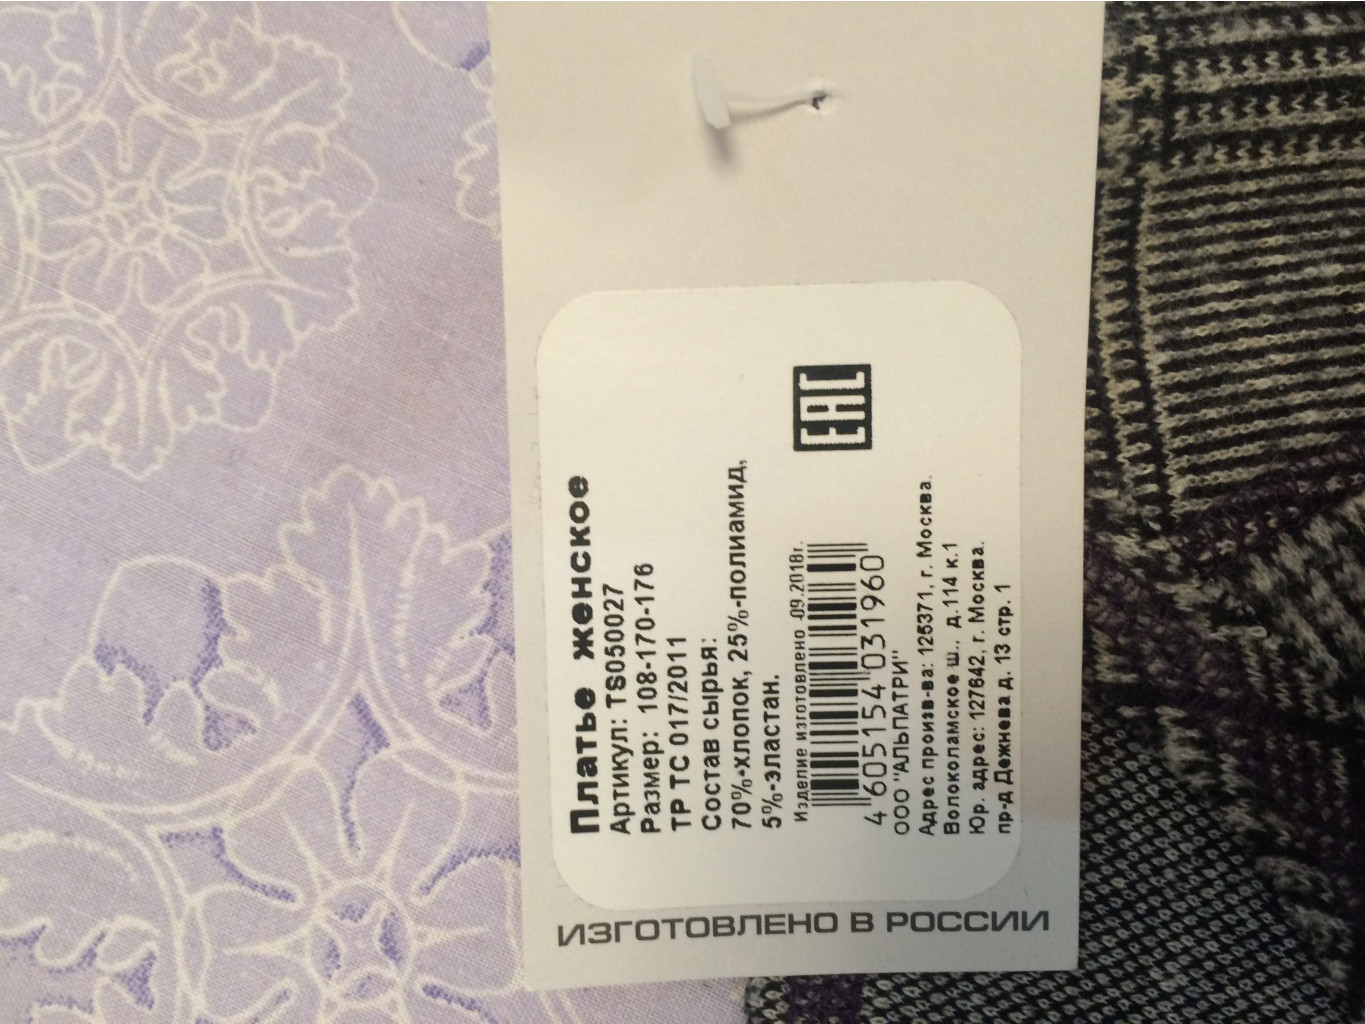 Платье женское
Артикул: TS050027
Размер: 108-170-176
ТР ТС 017/2011
Состав сырья:
70%-хлопок, 25%-полиамид,
5%-эластан.
Изделие изготовлено -09.2018г.
4 605154 031960
ООО "АЛЬПАТРИ"
Адрес произв-ва: 125371, г. Москва.
Волоколамское ш., д.114 к.1
Юр. адрес: 127642, г. Москва.
пр-д Дежнева д. 13 стр. 1
EAC
ИЗГОТОВЛЕНО В РОССИИ